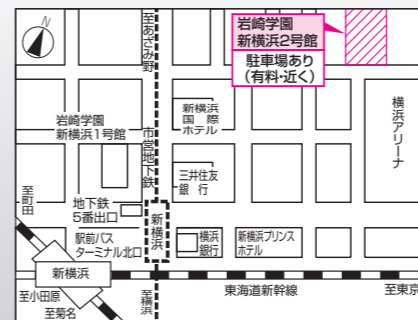 岩崎学園
新横浜2号館
駐車場あり
(有料・近く)
至あざみ野
市営地下鉄
新横浜
国際
ホテル
横浜アリーナ
岩崎学園
新横浜1号館
三井住友
銀行
至町田
地下鉄
5番出口
新横浜
横浜
銀行
新横浜プリンス
ホテル
駅前バス
ターミナル北口
新横浜
東海道新幹線
至東京
至小田原
至菊名
至横浜